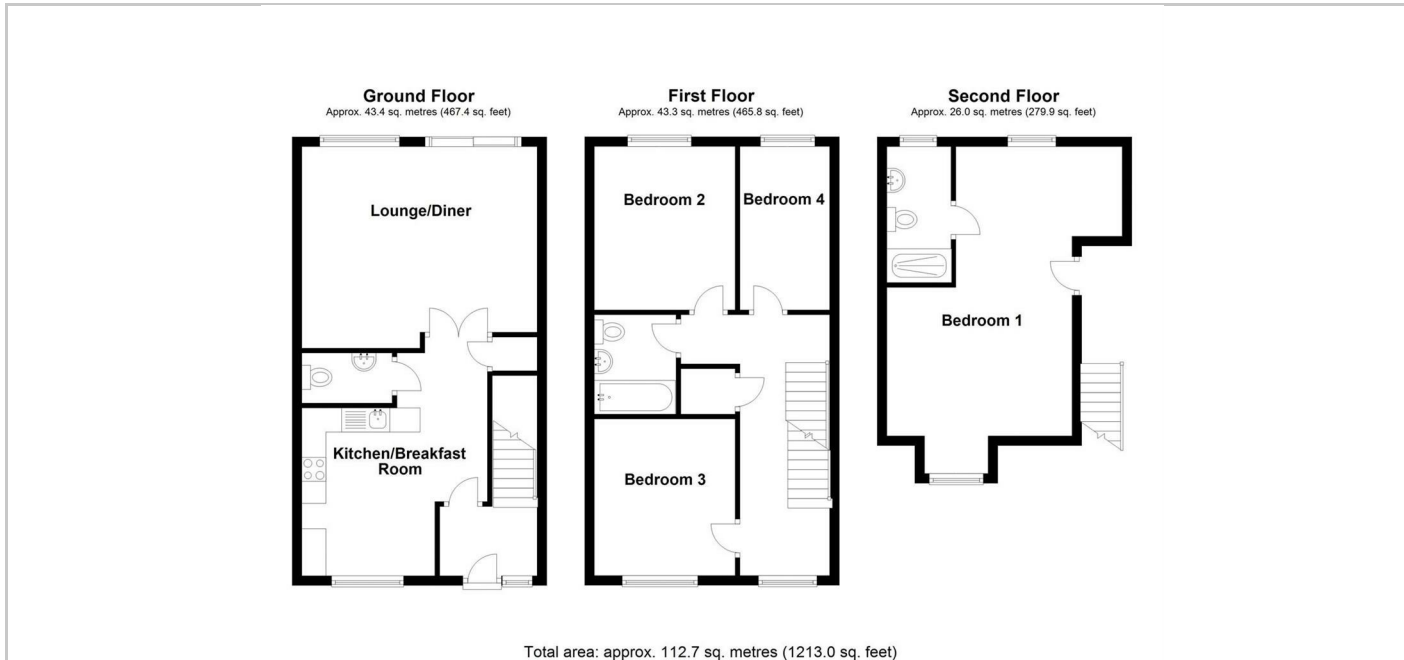 Ground Floor
Approx. 43.4 sq. metres (467.4 sq. feet)
Lounge/Diner
Kitchen/Breakfast
Room
First Floor
Approx. 43.3 sq. metres (465.8 sq. feet)
Bedroom 2
Bedroom 4
Bedroom 3
Second Floor
Approx. 26.0 sq. metres (279.9 sq. feet)
Bedroom 1
Total area: approx. 112.7 sq. metres (1213.0 sq. feet)